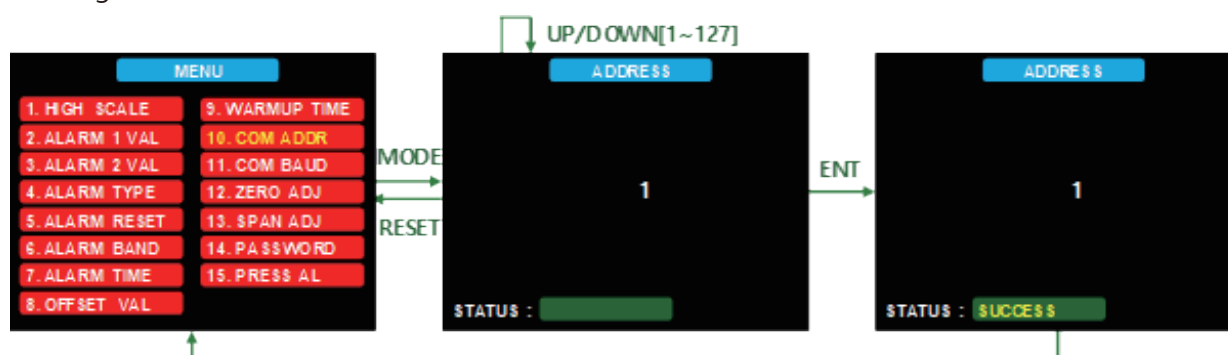 UP/DOWN[1~127]
MENU
1. HIGH SCALE
2. ALARM 1 VAL
3. ALARM 2 VAL
4. ALARM TYPE
5. ALARM RESET
6. ALARM BAND
7. ALARM TIME
8. OFFSET VAL
9. WARMUP TIME
10. COM ADDR
11. COM BAUD
12. ZERO ADJ
13. SPAN ADJ
14. PASSWORD
15. PRESS AL
MODE
RESET
ADDRESS
1
STATUS :
ENT
ADDRESS
1
STATUS : SUCCESS